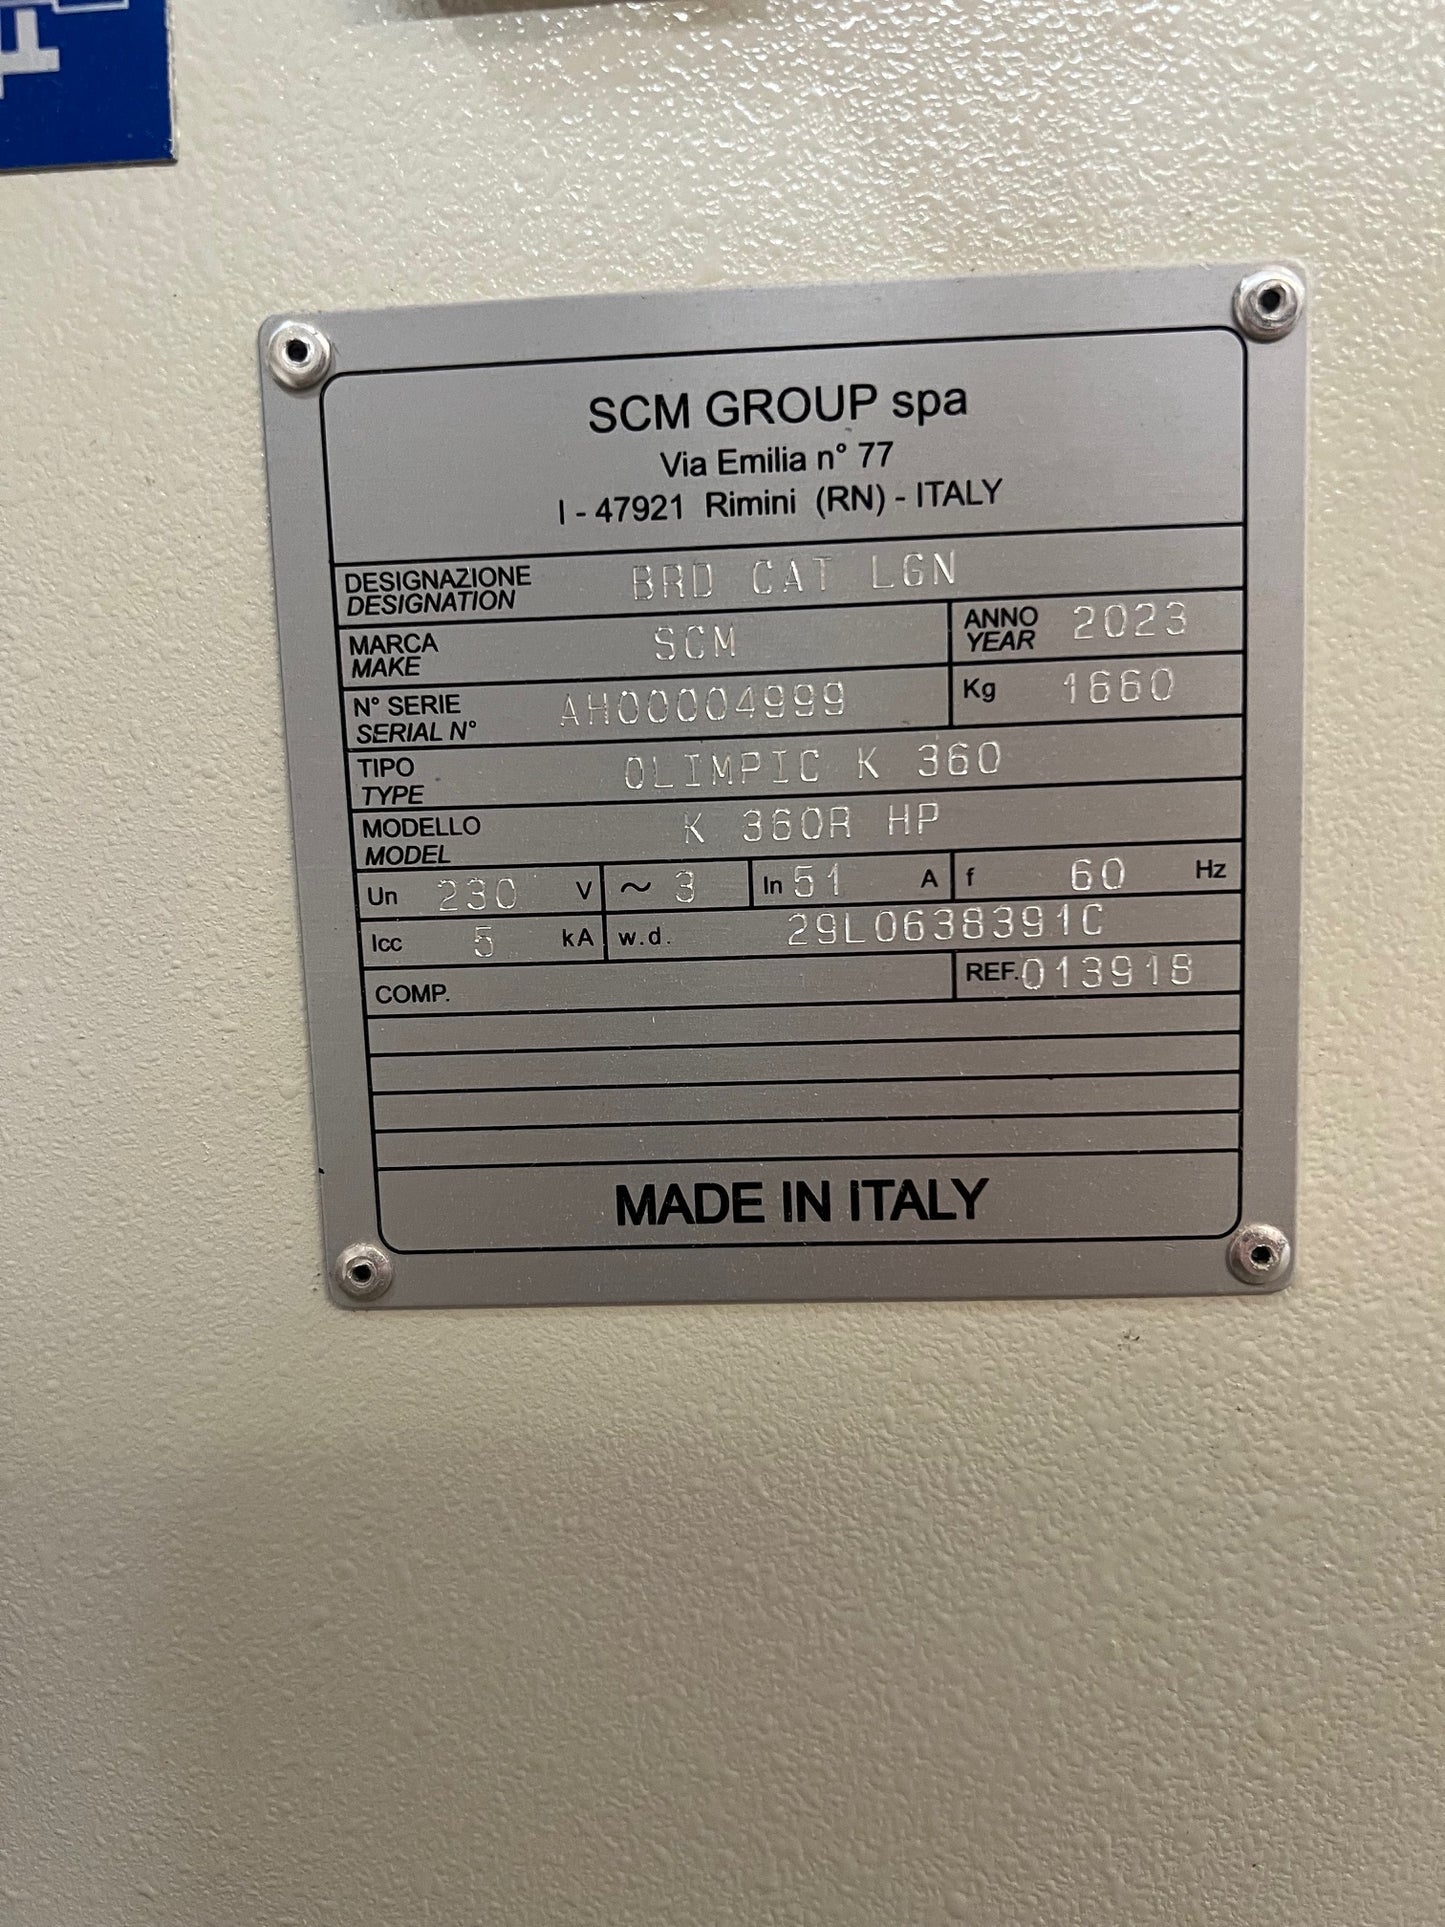 SCM GROUP spa
Via Emilia n° 77
I - 47921 Rimini (RN) - ITALY
DESIGNAZIONE
DESIGNATION
BRD CAT LGN
MARCA
MAKE
SCM
ANNO
YEAR
2023
N° SERIE
SERIAL N°
AH00004999
Kg 1660
TIPO
TYPE
OLIMPIC K 360
MODELLO
MODEL
K 360R HP
Un 230 V ~ 3 In 51 A f 60 Hz
Icc 5 kA w.d. 29L0638391C
COMP. REF. 013918
MADE IN ITALY